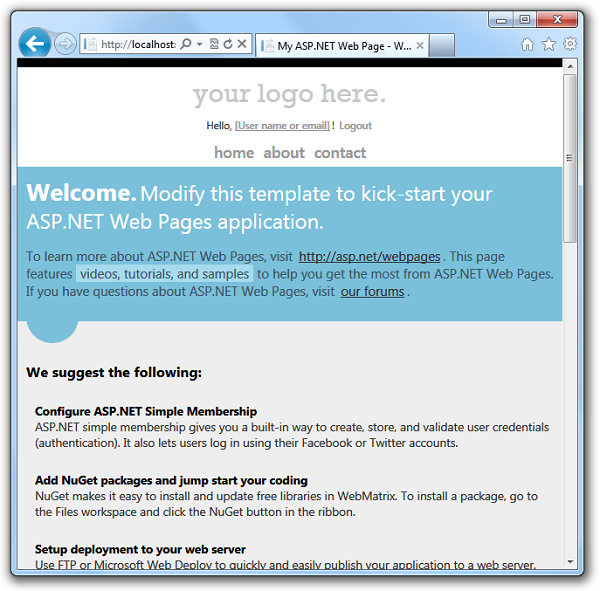 http://localhost:
My ASP.NET Web Page - W...
your logo here.
Hello, [User name or email] ! Logout
home about contact
Welcome. Modify this template to kick-start your
ASP.NET Web Pages application.
To learn more about ASP.NET Web Pages, visit http://asp.net/webpages . This page
features videos, tutorials, and samples to help you get the most from ASP.NET Web Pages.
If you have questions about ASP.NET Web Pages, visit our forums .
We suggest the following:
Configure ASP.NET Simple Membership
ASP.NET simple membership gives you a built-in way to create, store, and validate user credentials
(authentication). It also lets users log in using their Facebook or Twitter accounts.
Add NuGet packages and jump start your coding
NuGet makes it easy to install and update free libraries in WebMatrix. To install a package, go to
the Files workspace and click the NuGet button in the ribbon.
Setup deployment to your web server
Use FTP or Microsoft Web Deploy to quickly and easily publish your application to a web server.